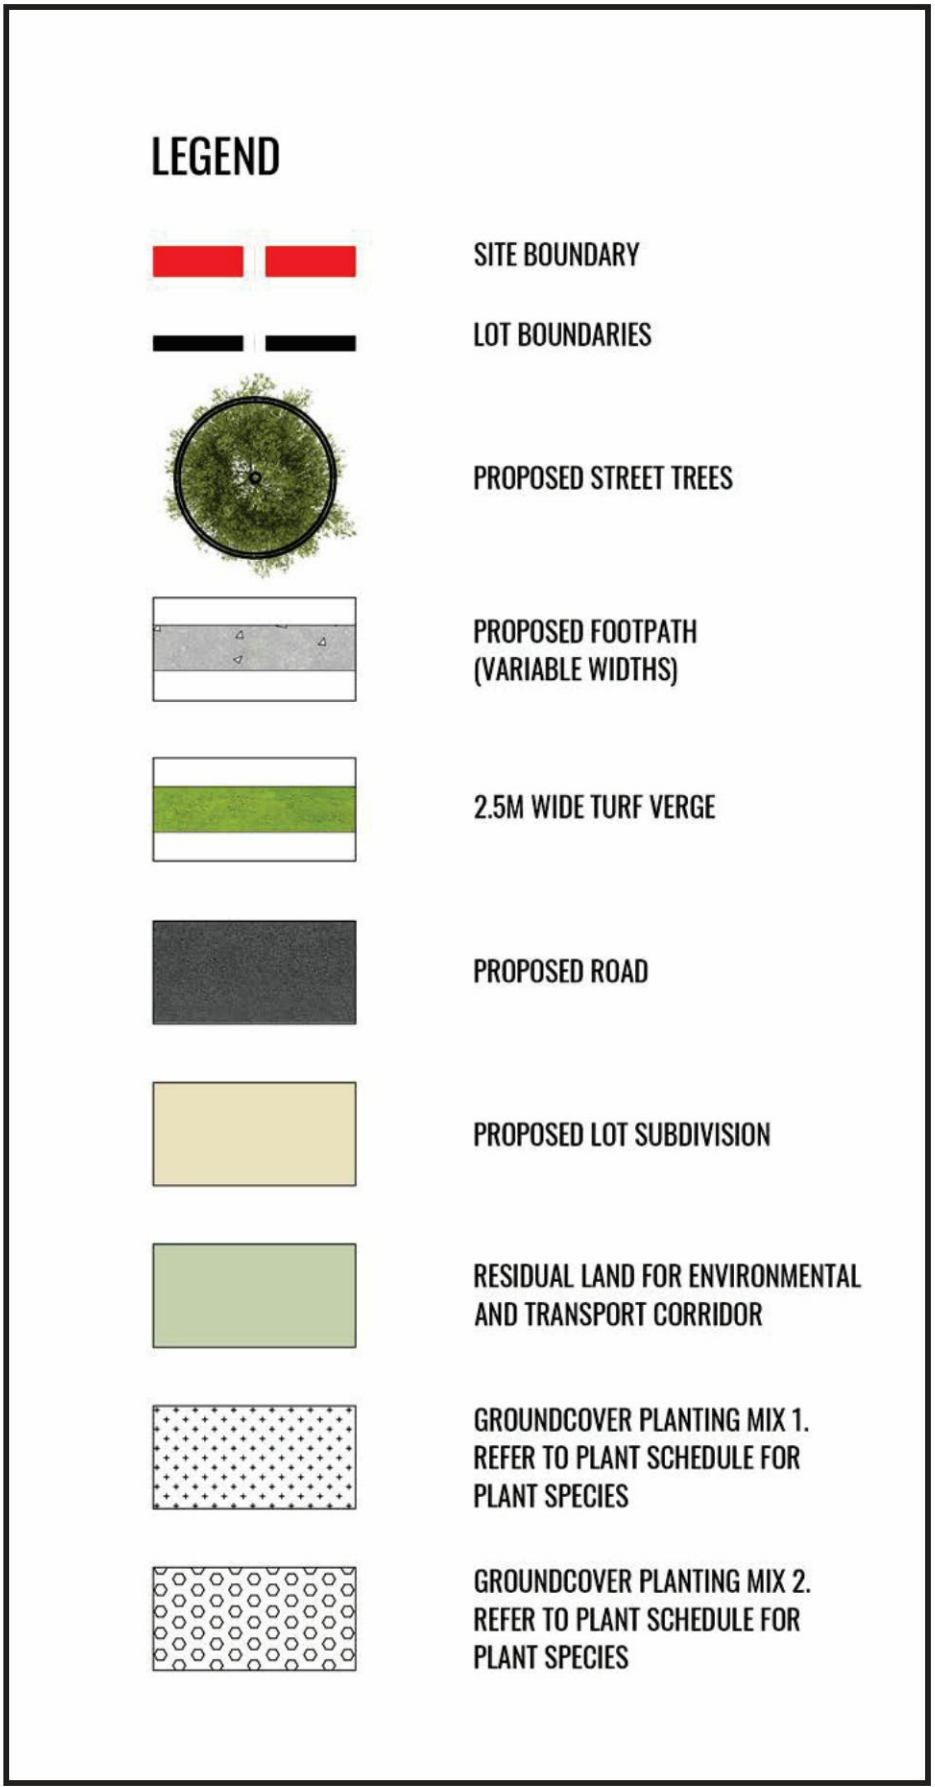 LEGEND
SITE BOUNDARY
LOT BOUNDARIES
PROPOSED STREET TREES
PROPOSED FOOTPATH
(VARIABLE WIDTHS)
2.5M WIDE TURF VERGE
PROPOSED ROAD
PROPOSED LOT SUBDIVISION
RESIDUAL LAND FOR ENVIRONMENTAL
AND TRANSPORT CORRIDOR
GROUNDCOVER PLANTING MIX 1.
REFER TO PLANT SCHEDULE FOR
PLANT SPECIES
GROUNDCOVER PLANTING MIX 2.
REFER TO PLANT SCHEDULE FOR
PLANT SPECIES